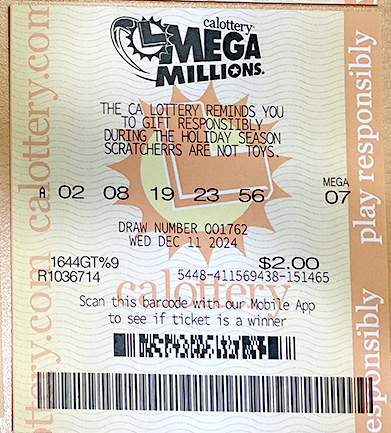 calottery
MEGA
MILLIONS
THE CA LOTTERY REMINDS YOU
TO GIFT RESPONSIBLY
DURING THE HOLIDAY SEASON
SCRATCHERRS ARE NOT TOYS.
MEGA
A 02 08 19 23 56 07
DRAW NUMBER 001762
WED DEC 11 2024
1644GT%9 $2.00
R1036714 5448-411569438-151465
calottery
Scan this barcode with our Mobile App
to see if ticket is a winner
calottery.com calottery.com
play responsibly